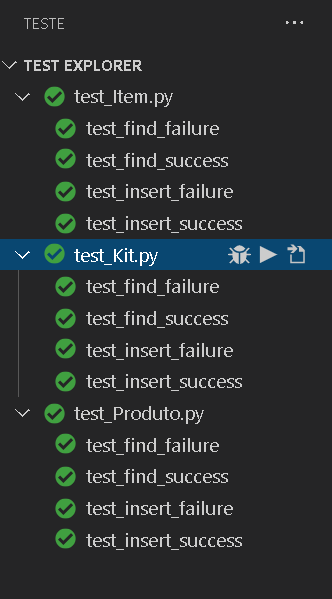 TESTE
TEST EXPLORER
test_Item.py
test_find_failure
test_find_success
test_insert_failure
test_insert_success
test_Kit.py
test_find_failure
test_find_success
test_insert_failure
test_insert_success
test_Produto.py
test_find_failure
test_find_success
test_insert_failure
test_insert_success